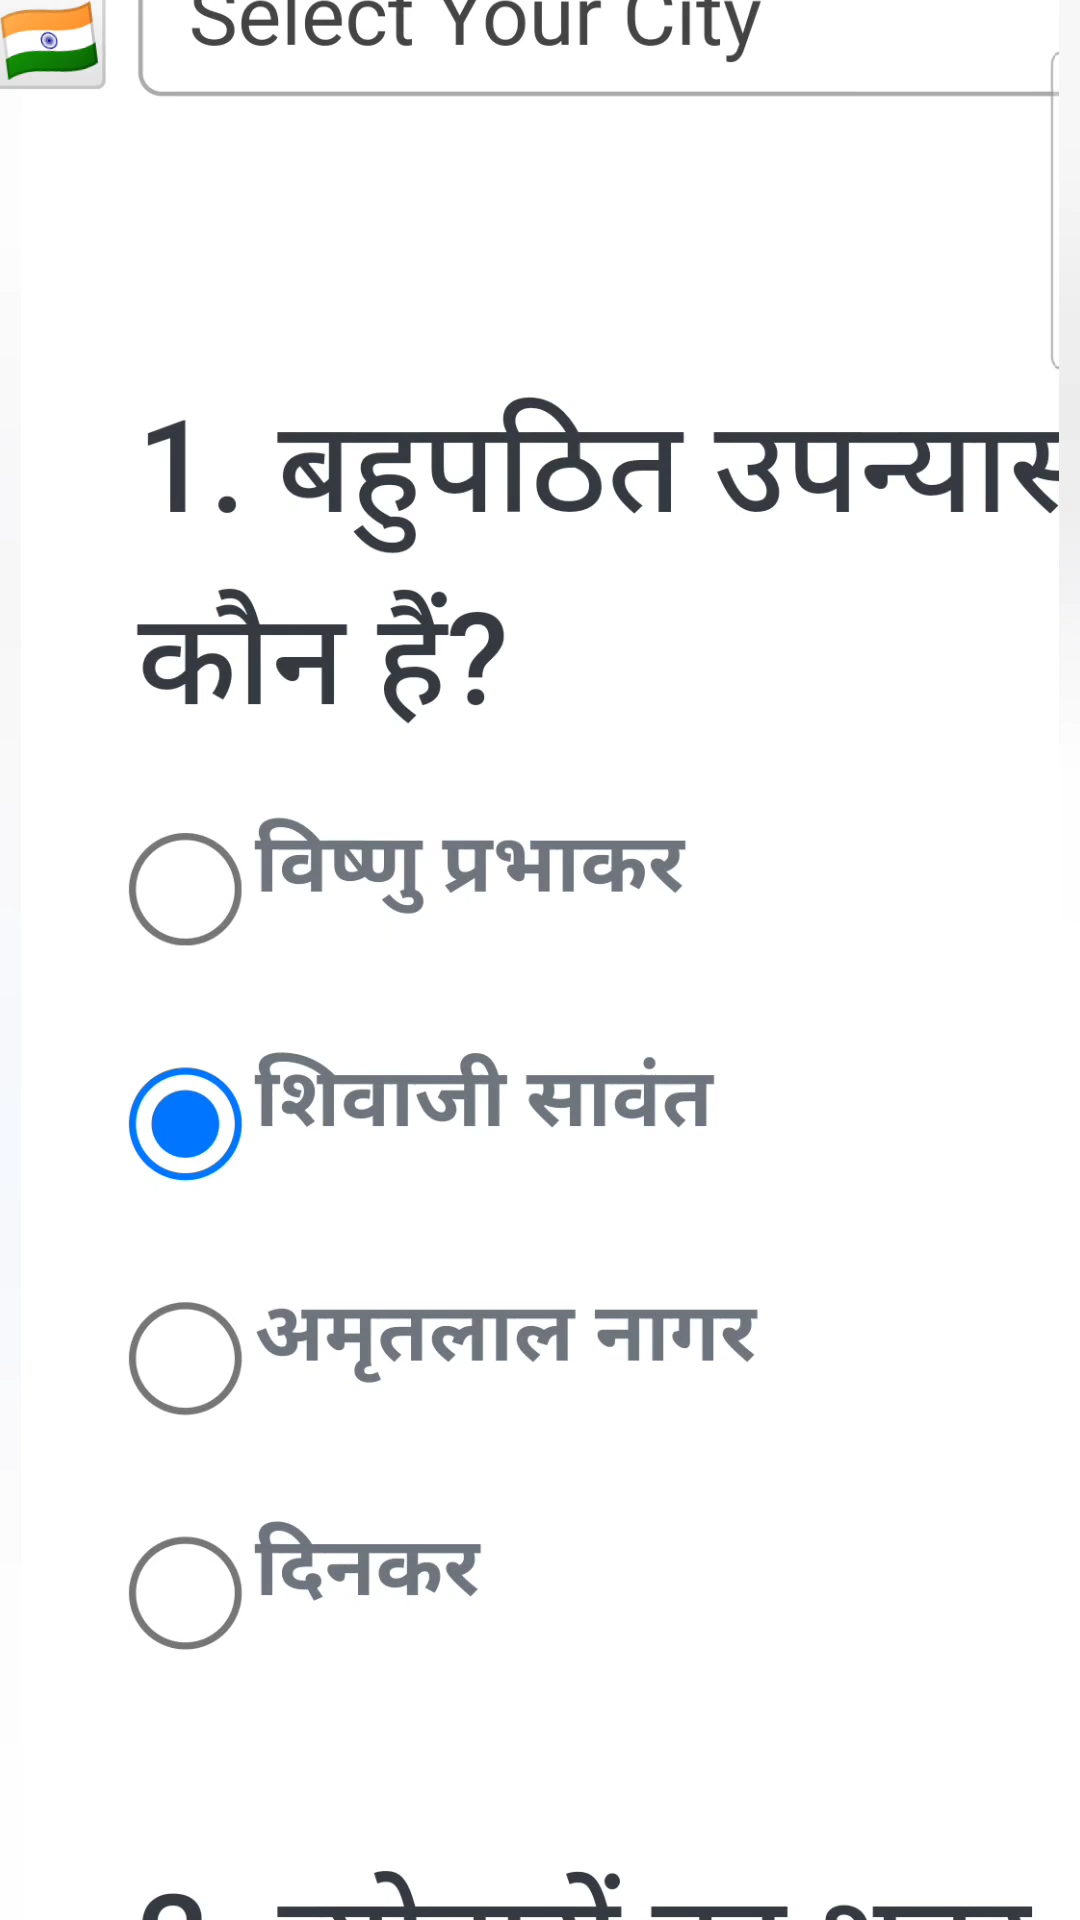 Select Your City
1. बहुपठित उपन्यास
कौन हैं?
विष्णु प्रभाकर
शिवाजी सावंत
अमृतलाल नागर
दिनकर